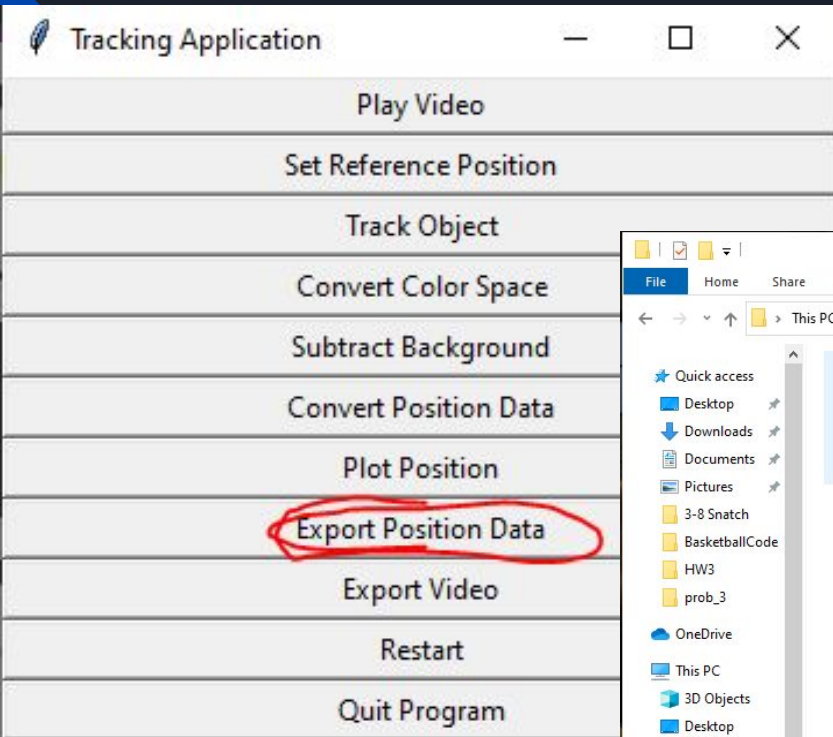 Tracking Application
Play Video
Set Reference Position
Track Object
Convert Color Space
Subtract Background
Convert Position Data
Plot Position
Export Position Data
Export Video
Restart
Quit Program
File Home Share
This PC
Quick access
Desktop
Downloads
Documents
Pictures
3-8 Snatch
BasketballCode
HW3
prob_3
OneDrive
This PC
3D Objects
Desktop